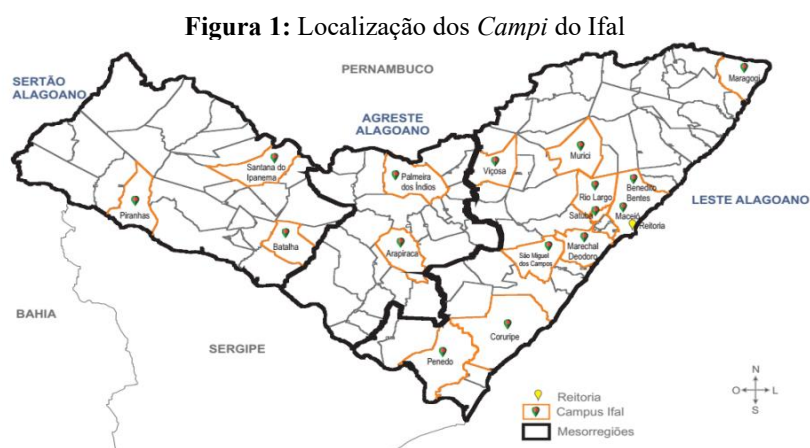 Figura 1: Localização dos Campi do Ifal
PERNAMBUCO
SERTÃO
ALAGOANO
AGRESTE
ALAGOANO
LESTE ALAGOANO
Maragogi
Santana do
Ipanema
Palmeira
dos Índios
Viçosa
Murici
Piranhas
Rio Largo
Benedito
Bentes
Satuba
Maceió
Reitoria
Batalha
Arapiraca
São Miguel
dos Campos
Marechal
Deodoro
BAHIA
SERGIPE
Penedo
Coruripe
N
O
L
S
Reitoria
Campus Ifal
Mesorregiões